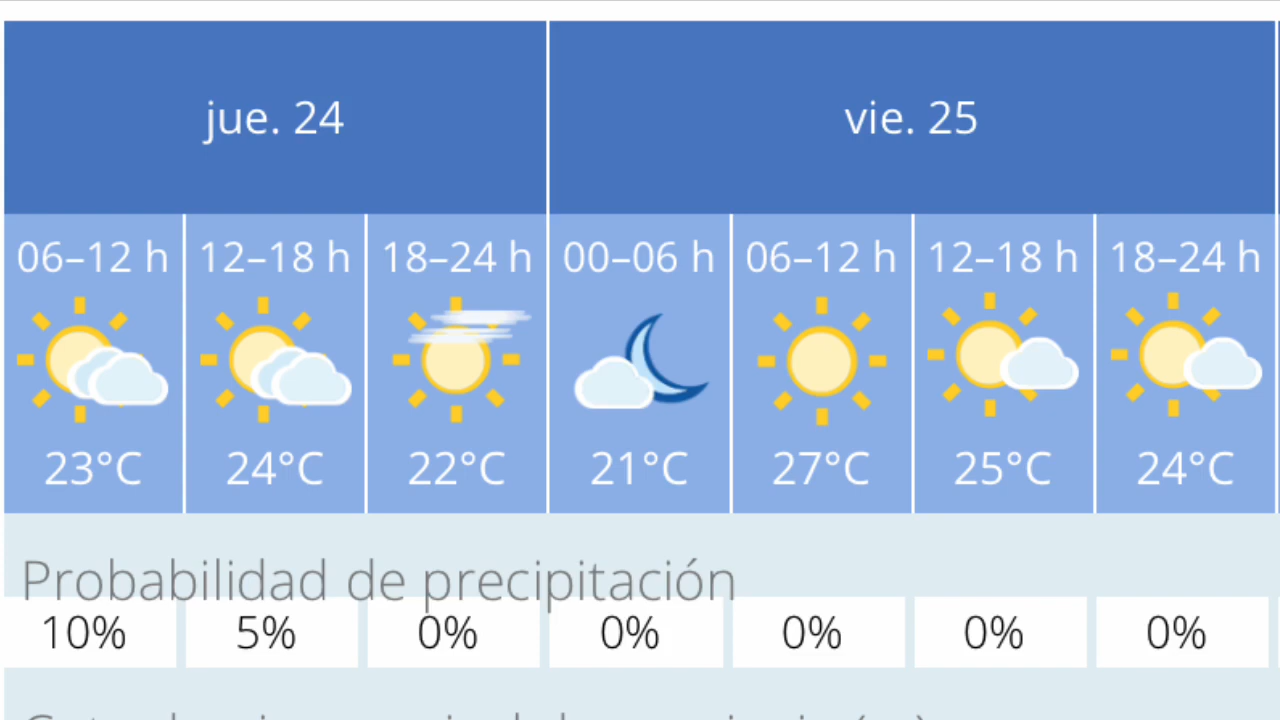 jue. 24 vie. 25
06–12 h 12–18 h 18–24 h 00–06 h 06–12 h 12–18 h 18–24 h
23°C 24°C 22°C 21°C 27°C 25°C 24°C
Probabilidad de precipitación
10% 5% 0% 0% 0% 0% 0%